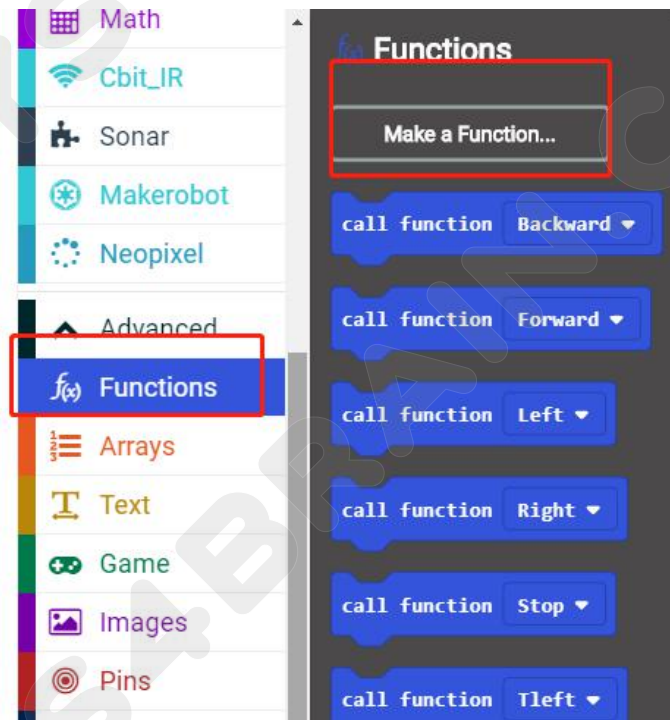 Math
Cbit_IR
Sonar
Makerobot
Neopixel
Advanced
f(x) Functions
Arrays
Text
Game
Images
Pins
f(x) Functions
Make a Function...
call function Backward
call function Forward
call function Left
call function Right
call function Stop
call function Tleft